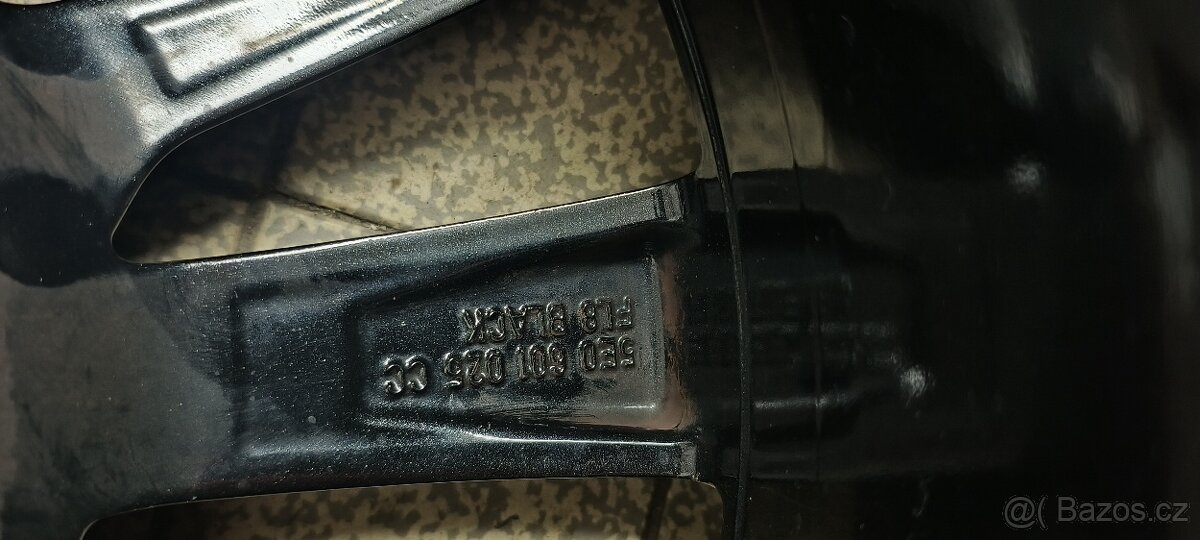 5E0 601 025 CC
FL8 BLACK
@( Bazos.cz